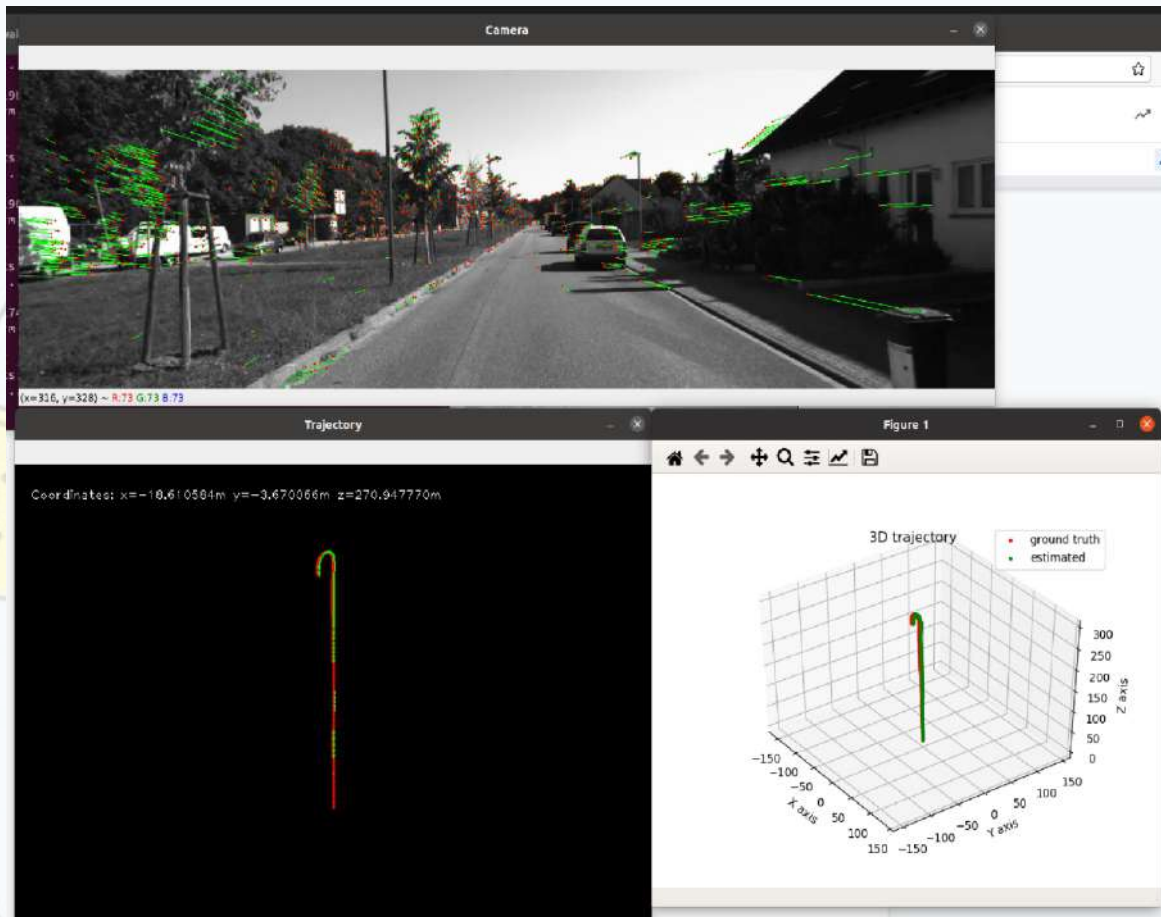 Camera
(x=316, y=328) ~ R:73 G:73 B:73
Trajectory
Coordinates: x=-18.610584m y=-3.670066m z=270.947770m
Figure 1
3D trajectory
ground truth
estimated
300
250
200
150
100
50
0
Z axis
-150
-100
-50
0
50
100
150
X axis
-150
-100
-50
0
50
100
150
Y axis